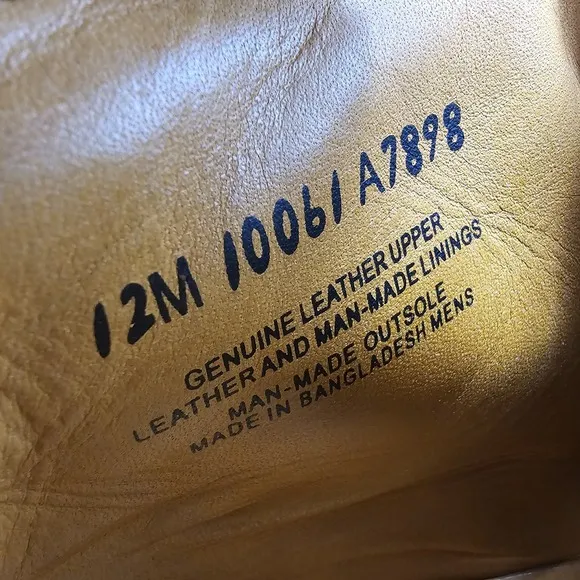 12M 10061 A7898
GENUINE LEATHER UPPER
LEATHER AND MAN-MADE LININGS
MAN-MADE OUTSOLE
MADE IN BANGLADESH MENS